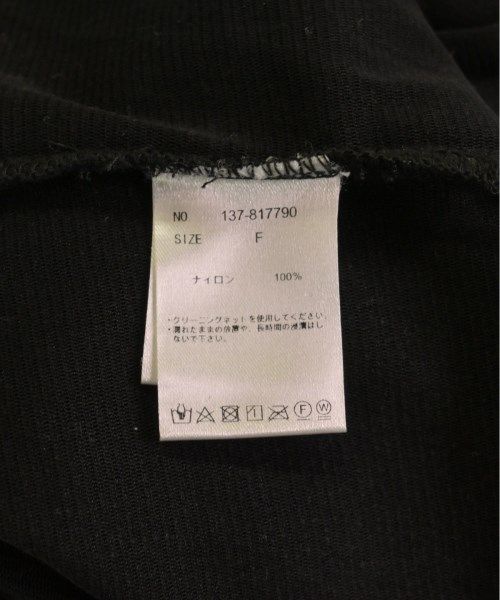 NO 137-817790
SIZE F
ナイロン 100%
・クリーニングネットを使用してください。
・濡れたままの放置や、長時間の浸漬はし
ないで下さい。
F W